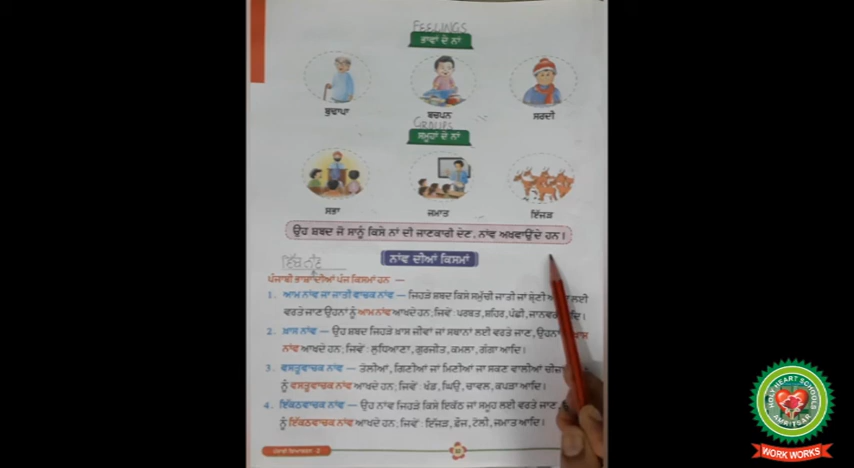 FEELINGS
ਭਾਵਾਂ ਦੇ ਨਾਂ
ਬੁਢਾਪਾ
ਬਚਪਨ
ਸਰਦੀ
GROUPS
ਸਮੂਹਾਂ ਦੇ ਨਾਂ
ਸਭਾ
ਜਮਾਤ
ਇੱਜੜ
ਉਹ ਸ਼ਬਦ ਜੋ ਸਾਨੂੰ ਕਿਸੇ ਨਾਂ ਦੀ ਜਾਣਕਾਰੀ ਦੇਣ, ਨਾਂਵ ਅਖਵਾਉਂਦੇ ਹਨ।
ਨਾਂਵ ਦੀਆਂ ਕਿਸਮਾਂ
ਪੰਜਾਬੀ ਭਾਸ਼ਾ ਦੀਆਂ ਪੰਜ ਕਿਸਮਾਂ ਹਨ —
1. ਆਮ ਨਾਂਵ ਜਾਂ ਜਾਤੀ ਵਾਚਕ ਨਾਂਵ — ਜਿਹੜੇ ਸ਼ਬਦ ਕਿਸੇ ਸਮੁੱਚੀ ਜਾਤੀ ਜਾਂ ਸ਼੍ਰੇਣੀ ਲਈ
ਵਰਤੇ ਜਾਣ ਉਹਨਾਂ ਨੂੰ ਆਮ ਨਾਂਵ ਆਖਦੇ ਹਨ; ਜਿਵੇਂ ਪਰਬਤ, ਸ਼ਹਿਰ, ਪੰਛੀ, ਜਾਨਵਰ
2. ਖ਼ਾਸ ਨਾਂਵ — ਉਹ ਸ਼ਬਦ ਜਿਹੜੇ ਖ਼ਾਸ ਜੀਵਾਂ ਜਾਂ ਸਥਾਨਾਂ ਲਈ ਵਰਤੇ ਜਾਣ, ਉਹਨਾਂ
ਨਾਂਵ ਆਖਦੇ ਹਨ; ਜਿਵੇਂ : ਲੁਧਿਆਣਾ, ਗੁਰਜੀਤ, ਕਮਲਾ, ਗੰਗਾ ਆਦਿ।
3. ਵਸਤੂਵਾਚਕ ਨਾਂਵ — ਤੋਲੀਆਂ, ਗਿਣੀਆਂ ਜਾਂ ਮਿਣੀਆਂ ਜਾ ਸਕਣ ਵਾਲੀਆਂ ਚੀਜ਼ਾਂ
ਨੂੰ ਵਸਤੂਵਾਚਕ ਨਾਂਵ ਆਖਦੇ ਹਨ; ਜਿਵੇਂ ਖੰਡ, ਘਿਉ, ਚਾਵਲ, ਕਪੜਾ ਆਦਿ।
4. ਇਕੱਠਵਾਚਕ ਨਾਂਵ — ਉਹ ਨਾਂਵ ਜਿਹੜੇ ਕਿਸੇ ਇਕੱਠ ਜਾਂ ਸਮੂਹ ਲਈ ਵਰਤੇ ਜਾਣ,
ਨੂੰ ਇਕੱਠਵਾਚਕ ਨਾਂਵ ਆਖਦੇ ਹਨ; ਜਿਵੇਂ ਇੱਜੜ, ਫ਼ੌਜ, ਟੋਲੀ, ਜਮਾਤ ਆਦਿ।
HOLY HEART SCHOOLS
AMRITSAR
WORK WORKS